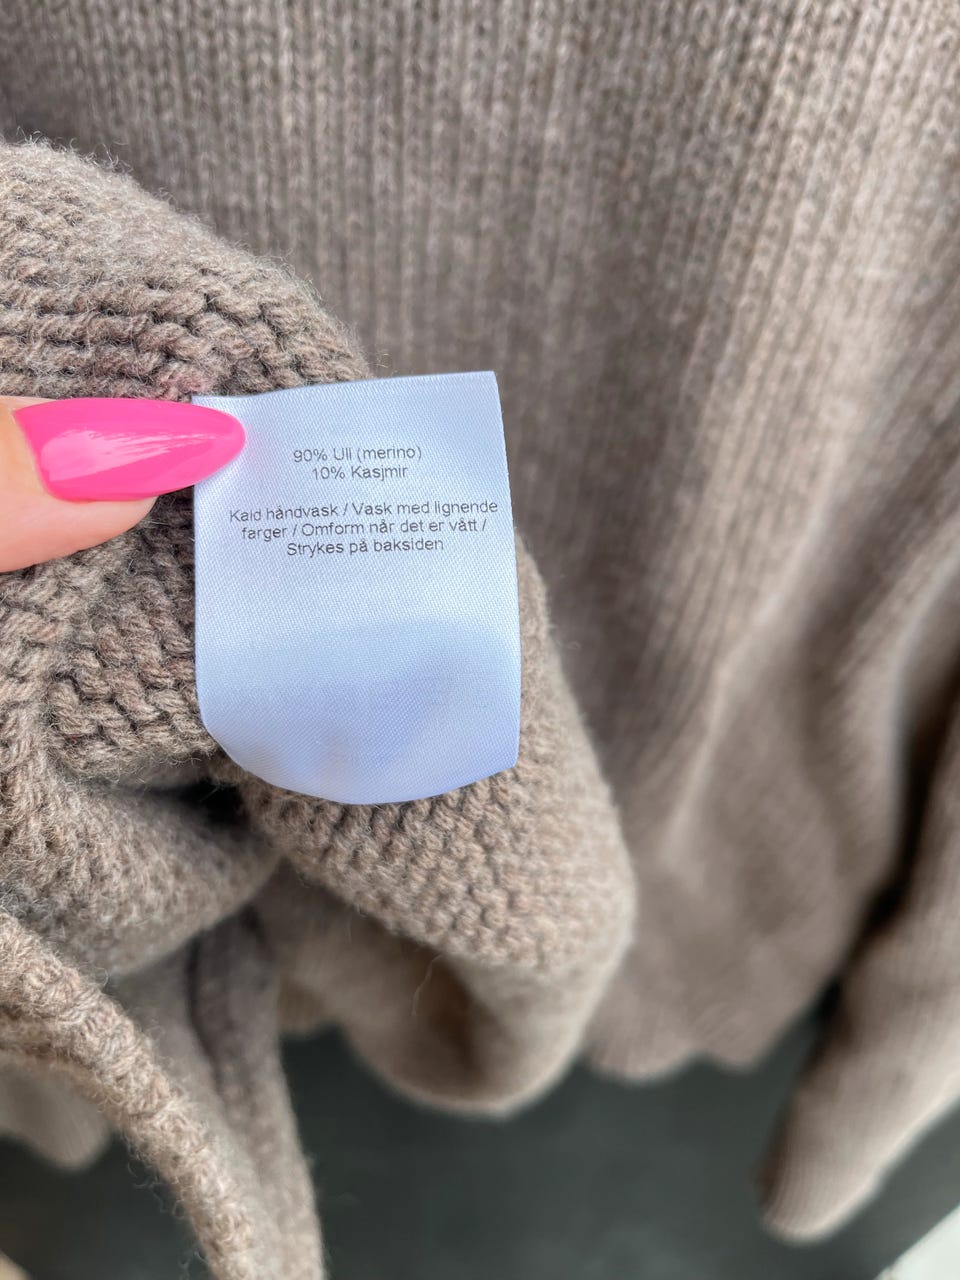 90% Ull (merino)
10% Kasjmir
Kald håndvask / Vask med lignende
farger / Omform når det er vått /
Strykes på baksiden